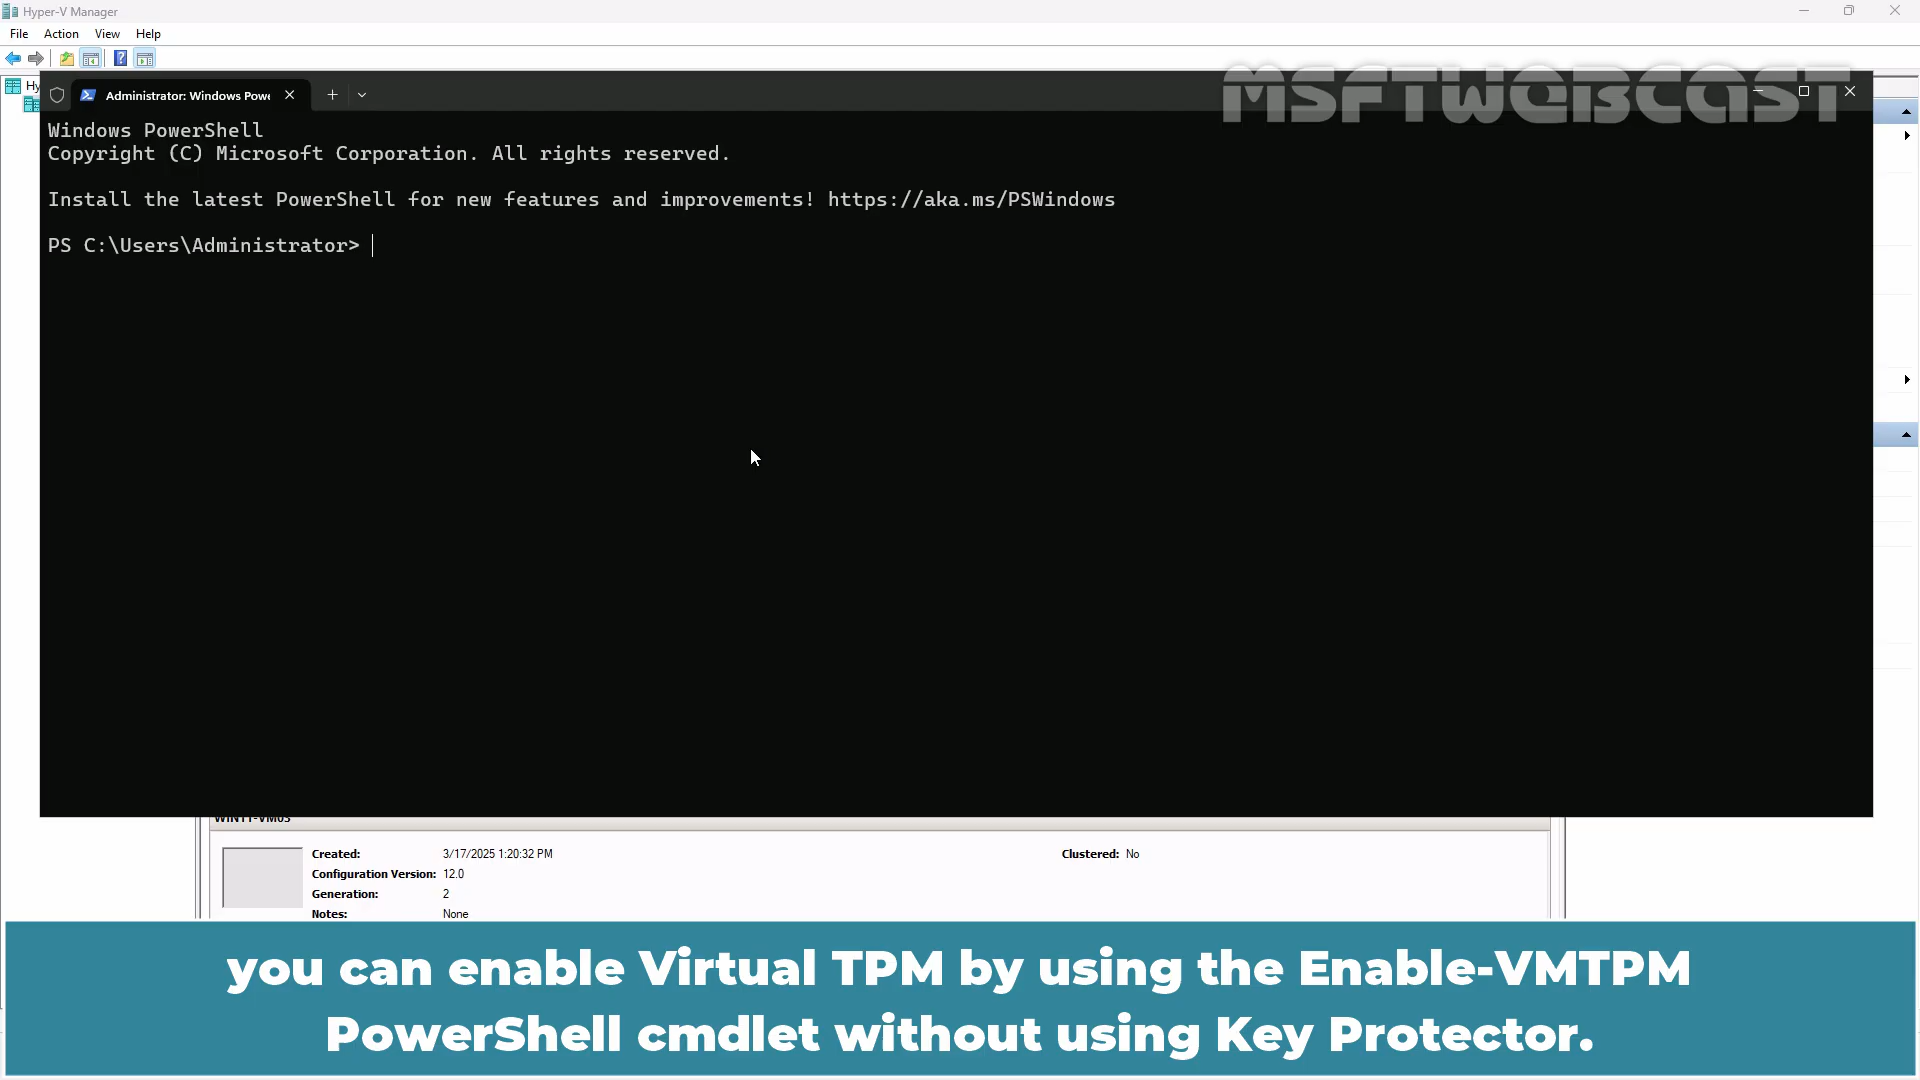 Hyper-V Manager
File Action View Help
Hy
MSFTWEBCAST
Administrator: Windows Powe
Windows PowerShell
Copyright (C) Microsoft Corporation. All rights reserved.
Install the latest PowerShell for new features and improvements! https://aka.ms/PSWindows
PS C:\Users\Administrator>
WIN11-VM03
Created: 3/17/2025 1:20:32 PM Clustered: No
Configuration Version: 12.0
Generation: 2
Notes: None
you can enable Virtual TPM by using the Enable-VMTPM
PowerShell cmdlet without using Key Protector.